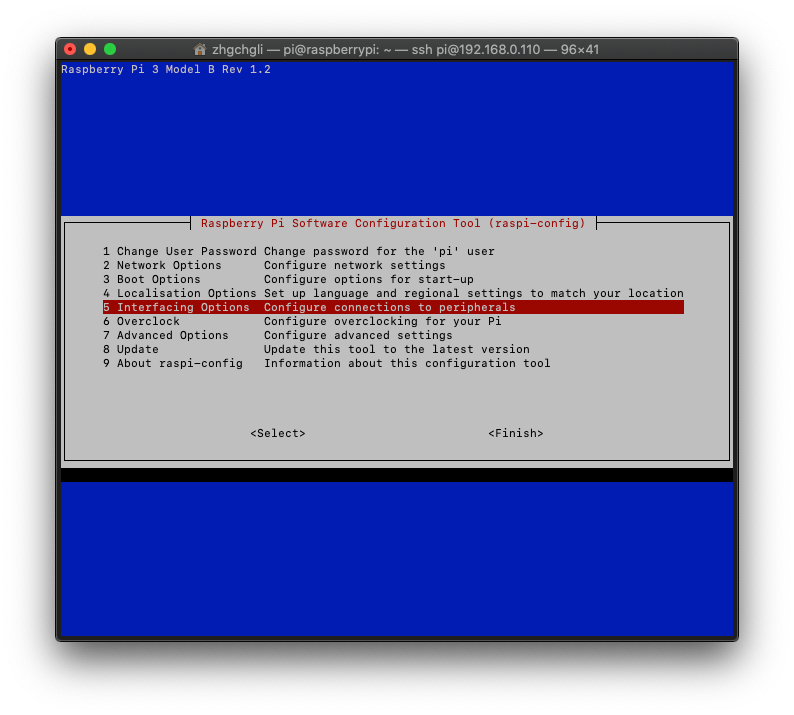 zhgchgli — pi@raspberrypi: ~ — ssh pi@192.168.0.110 — 96×41
Raspberry Pi 3 Model B Rev 1.2
Raspberry Pi Software Configuration Tool (raspi-config)
1 Change User Password Change password for the 'pi' user
2 Network Options Configure network settings
3 Boot Options Configure options for start-up
4 Localisation Options Set up language and regional settings to match your location
5 Interfacing Options Configure connections to peripherals
6 Overclock Configure overclocking for your Pi
7 Advanced Options Configure advanced settings
8 Update Update this tool to the latest version
9 About raspi-config Information about this configuration tool
<Select> <Finish>